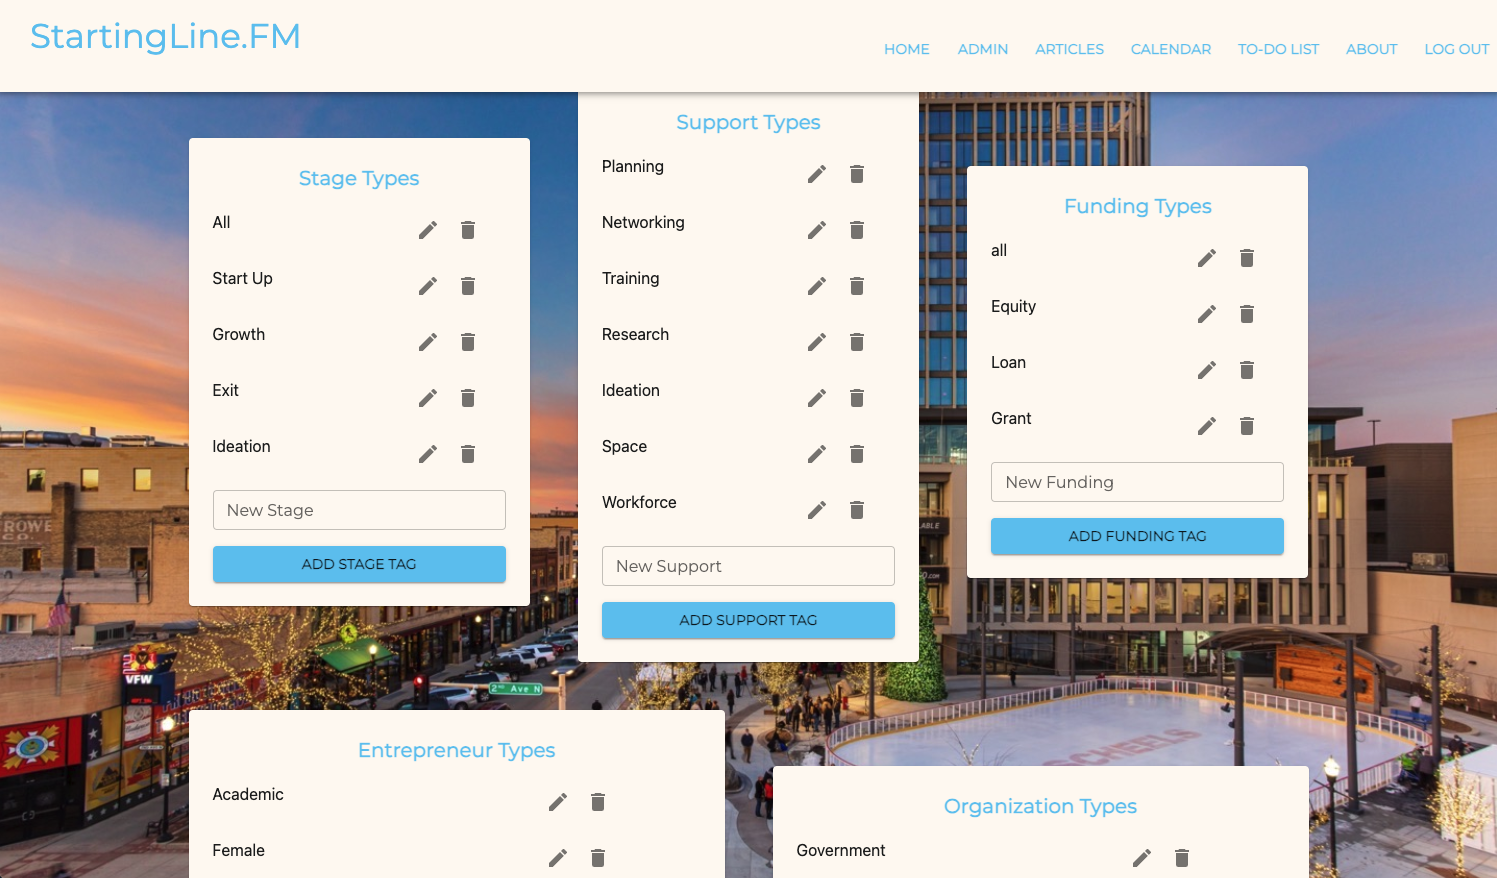 StartingLine.FM
HOME
ADMIN
ARTICLES
CALENDAR
TO-DO LIST
ABOUT
LOG OUT
Stage Types
All
Start Up
Growth
Exit
Ideation
New Stage
ADD STAGE TAG
Support Types
Planning
Networking
Training
Research
Ideation
Space
Workforce
New Support
ADD SUPPORT TAG
Funding Types
all
Equity
Loan
Grant
New Funding
ADD FUNDING TAG
CROWE
CO.
VFW
2ND Ave N
Entrepreneur Types
Academic
Female
Organization Types
Government